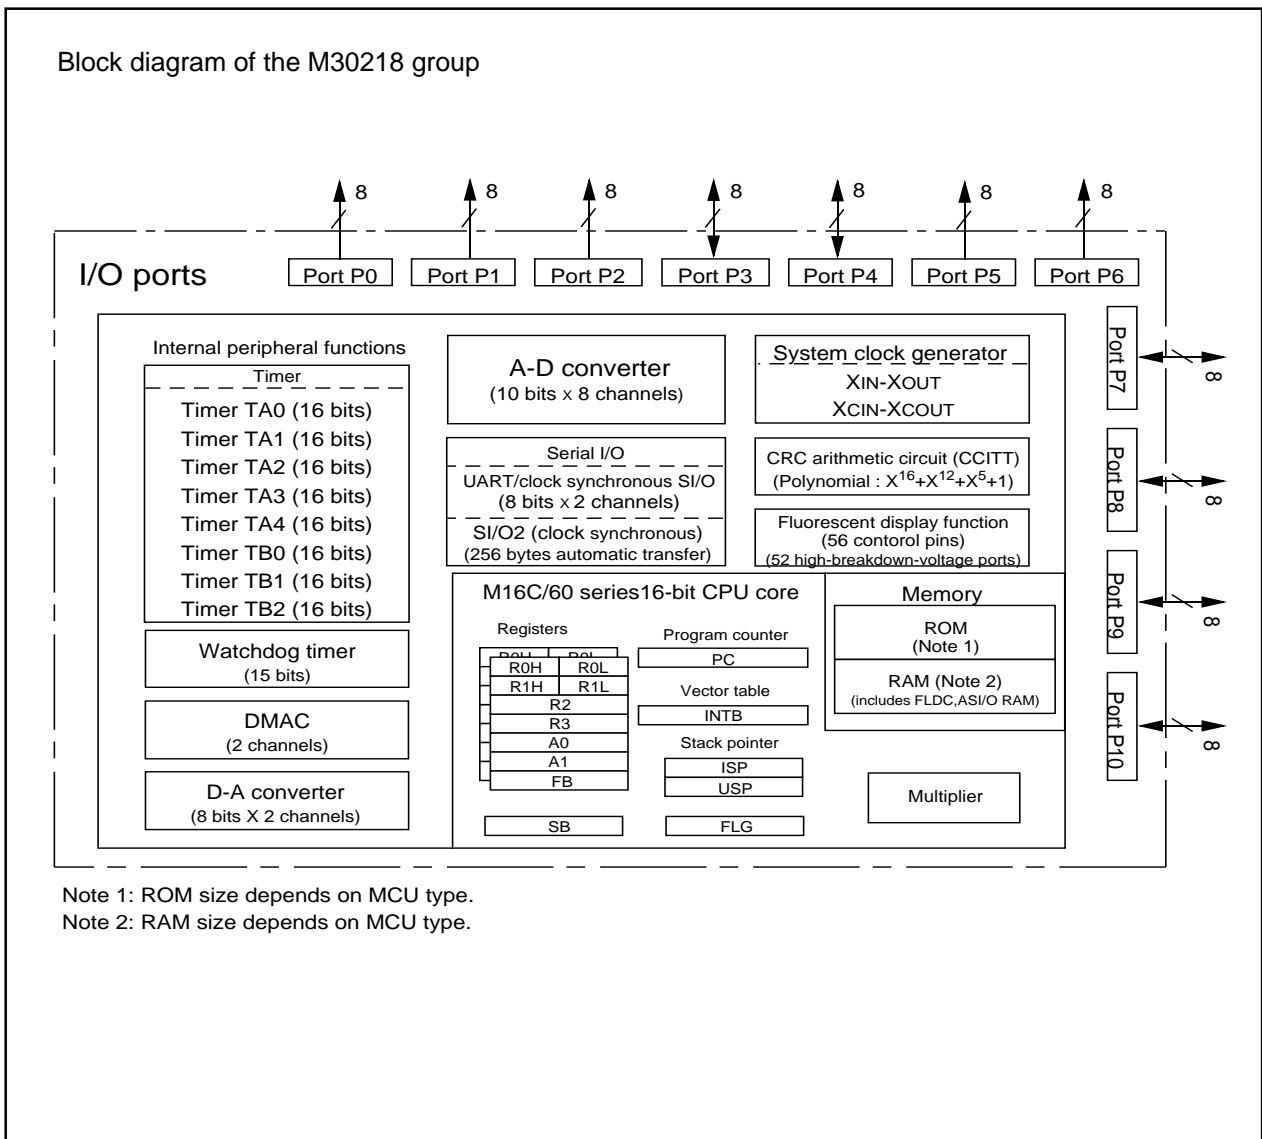 Block diagram of the M30218 group
8 8 8 8 8 8 8
I/O ports
Port P0 Port P1 Port P2 Port P3 Port P4 Port P5 Port P6
Port P7
8
Port P8
8
Port P9
8
Port P10
8
Internal peripheral functions
Timer
Timer TA0 (16 bits)
Timer TA1 (16 bits)
Timer TA2 (16 bits)
Timer TA3 (16 bits)
Timer TA4 (16 bits)
Timer TB0 (16 bits)
Timer TB1 (16 bits)
Timer TB2 (16 bits)
Watchdog timer
(15 bits)
DMAC
(2 channels)
D-A converter
(8 bits X 2 channels)
A-D converter
(10 bits x 8 channels)
Serial I/O
UART/clock synchronous SI/O
(8 bits x 2 channels)
SI/O2 (clock synchronous)
(256 bytes automatic transfer)
System clock generator
XIN-XOUT
XCIN-XCOUT
CRC arithmetic circuit (CCITT)
(Polynomial : X16+X12+X5+1)
Fluorescent display function
(56 contorol pins)
(52 high-breakdown-voltage ports)
M16C/60 series16-bit CPU core
Registers
R0H R0L
R0H R0L
R1H R1L
R2
R3
A0
A1
FB
SB
Program counter
PC
Vector table
INTB
Stack pointer
ISP
USP
FLG
Memory
ROM
(Note 1)
RAM (Note 2)
(includes FLDC,ASI/O RAM)
Multiplier
Note 1: ROM size depends on MCU type.
Note 2: RAM size depends on MCU type.